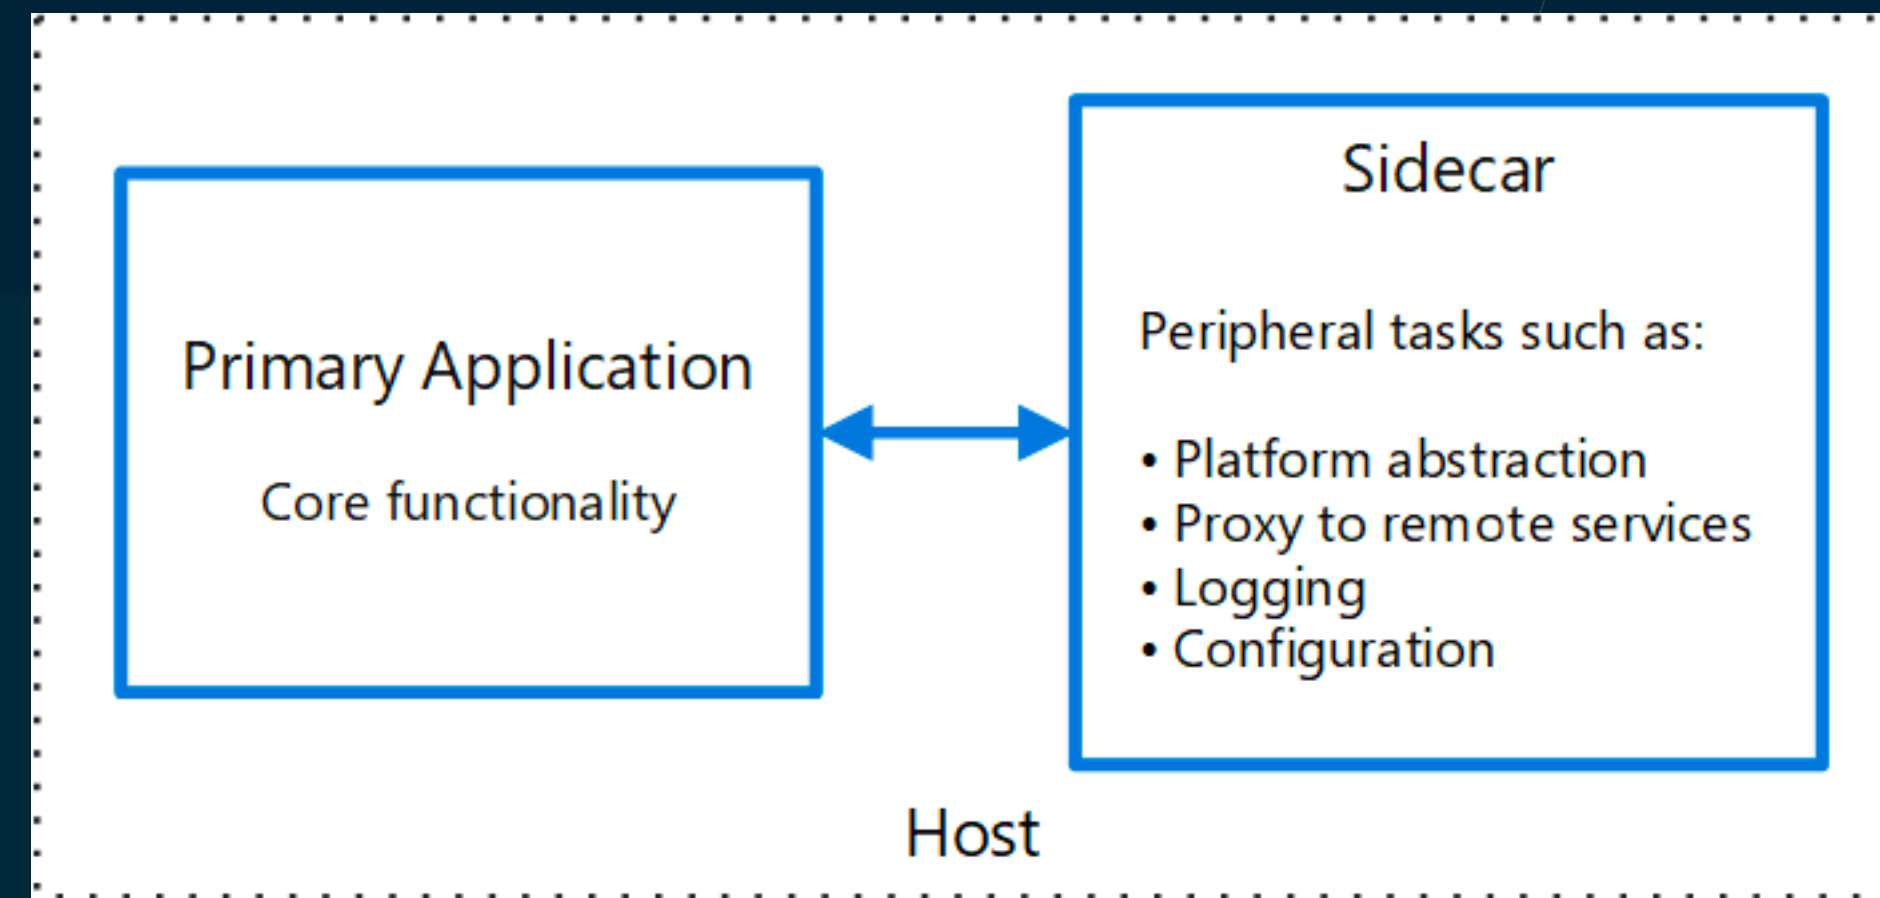 Primary Application
Core functionality
Sidecar
Peripheral tasks such as:
• Platform abstraction
• Proxy to remote services
• Logging
• Configuration
Host